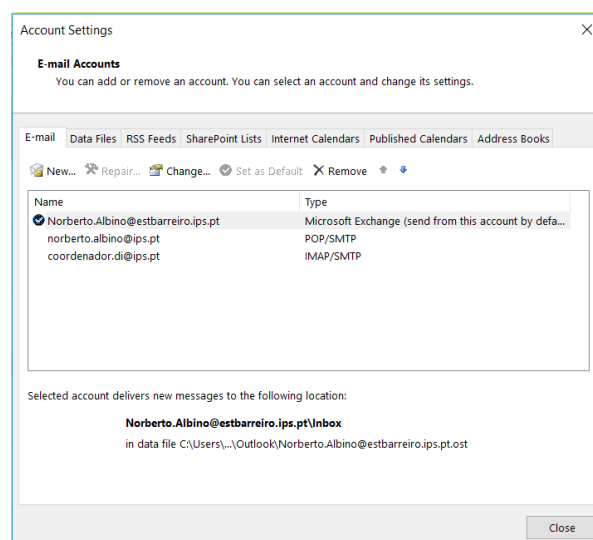 Account Settings
E-mail Accounts
You can add or remove an account. You can select an account and change its settings.
E-mail Data Files RSS Feeds SharePoint Lists Internet Calendars Published Calendars Address Books
New... Repair... Change... Set as Default Remove
Name Type
Norberto.Albino@estbarreiro.ips.pt Microsoft Exchange (send from this account by defa...
norberto.albino@ips.pt POP/SMTP
coordenador.di@ips.pt IMAP/SMTP
Selected account delivers new messages to the following location:
Norberto.Albino@estbarreiro.ips.pt\Inbox
in data file C:\Users\...\Outlook\Norberto.Albino@estbarreiro.ips.pt.ost
Close